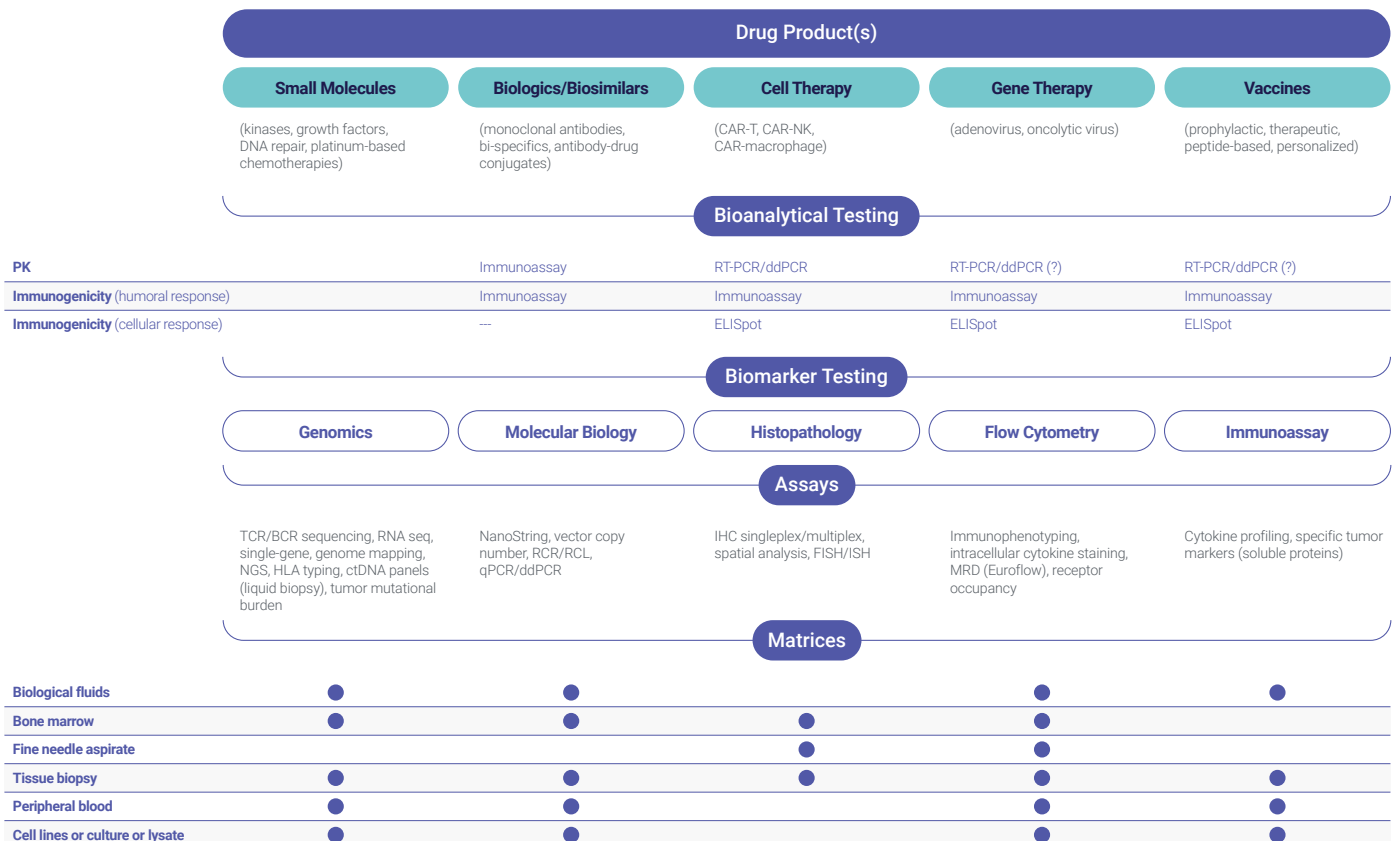 Drug Product(s)
Small Molecules
Biologics/Biosimilars
Cell Therapy
Gene Therapy
Vaccines
(kinases, growth factors,
DNA repair, platinum-based
chemotherapies)
(monoclonal antibodies,
bi-specifics, antibody-drug
conjugates)
(CAR-T, CAR-NK,
CAR-macrophage)
(adenovirus, oncolytic virus)
(prophylactic, therapeutic,
peptide-based, personalized)
Bioanalytical Testing
PK Immunoassay RT-PCR/ddPCR RT-PCR/ddPCR (?) RT-PCR/ddPCR (?)
Immunogenicity (humoral response) Immunoassay Immunoassay Immunoassay Immunoassay
Immunogenicity (cellular response) --- ELISpot ELISpot ELISpot
Biomarker Testing
Genomics
Molecular Biology
Histopathology
Flow Cytometry
Immunoassay
Assays
TCR/BCR sequencing, RNA seq,
single-gene, genome mapping,
NGS, HLA typing, ctDNA panels
(liquid biopsy), tumor mutational
burden
NanoString, vector copy
number, RCR/RCL,
qPCR/ddPCR
IHC singleplex/multiplex,
spatial analysis, FISH/ISH
Immunophenotyping,
intracellular cytokine staining,
MRD (Euroflow), receptor
occupancy
Cytokine profiling, specific tumor
markers (soluble proteins)
Matrices
Biological fluids
Bone marrow
Fine needle aspirate
Tissue biopsy
Peripheral blood
Cell lines or culture or lysate